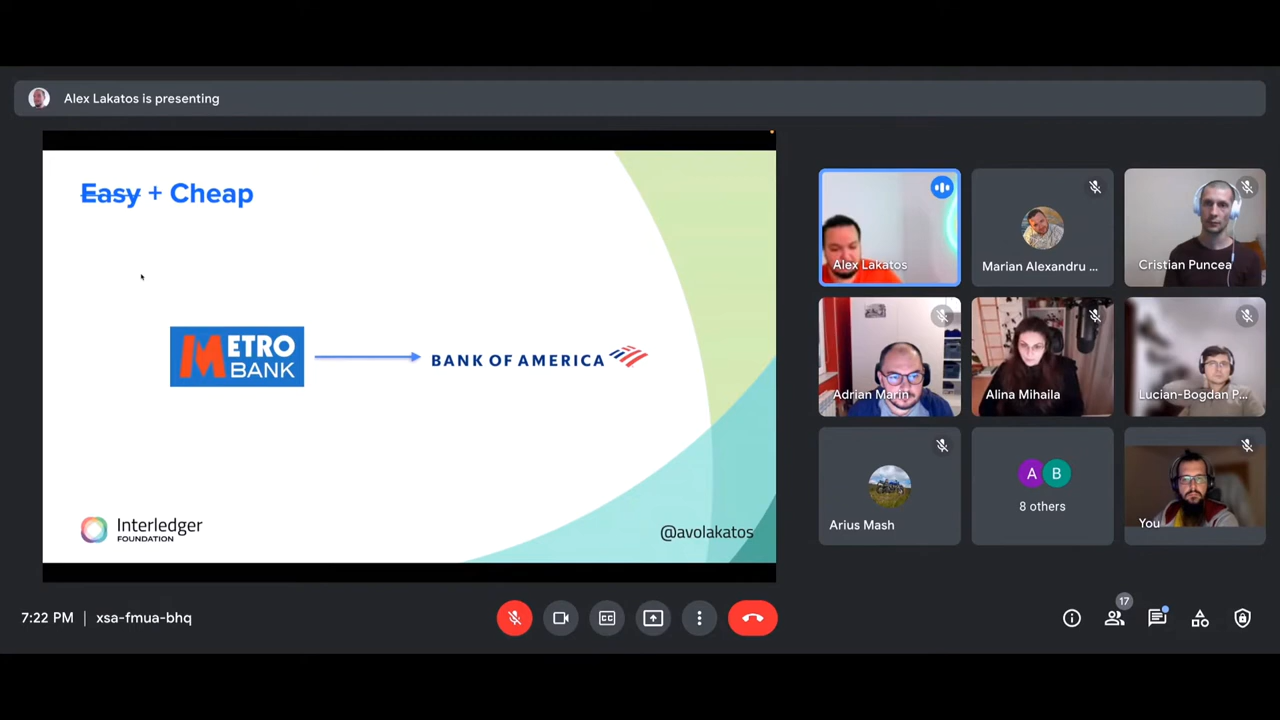 Alex Lakatos is presenting
Easy + Cheap
METRO
BANK
BANK OF AMERICA
Interledger
FOUNDATION
@avolakatos
Alex Lakatos
Marian Alexandru ...
Cristian Puncea
Adrian Marin
Alina Mihaila
Lucian-Bogdan P...
Arius Mash
A B
8 others
You
7:22 PM | xsa-fmua-bhq
CC
17